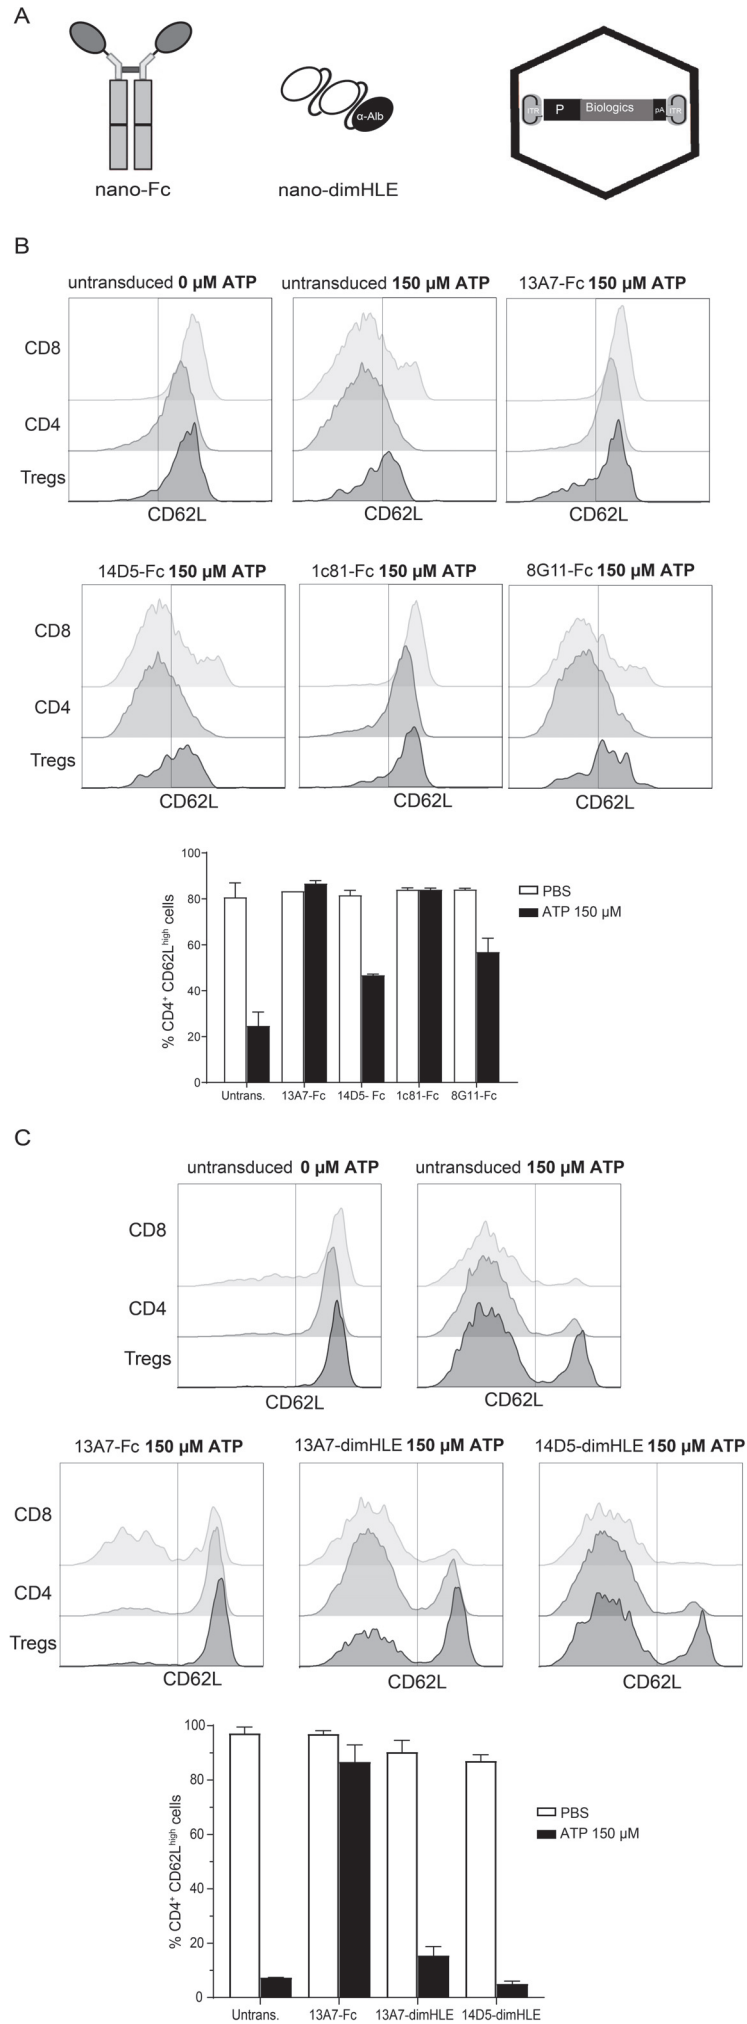 A
α-Alb
ITR P Biologics pA ITR
nano-Fc nano-dimHLE
B
untransduced 0 µM ATP untransduced 150 µM ATP 13A7-Fc 150 µM ATP
CD8
CD4
Tregs
CD62L CD62L CD62L
14D5-Fc 150 µM ATP 1c81-Fc 150 µM ATP 8G11-Fc 150 µM ATP
CD8
CD4
Tregs
CD62L CD62L CD62L
% CD4+ CD62Lhigh cells
100
80
60
40
20
0
PBS
ATP 150 µM
Untrans. 13A7-Fc 14D5- Fc 1c81-Fc 8G11-Fc
C
untransduced 0 µM ATP untransduced 150 µM ATP
CD8
CD4
Tregs
CD62L CD62L
13A7-Fc 150 µM ATP 13A7-dimHLE 150 µM ATP 14D5-dimHLE 150 µM ATP
CD8
CD4
Tregs
CD62L CD62L CD62L
% CD4+ CD62Lhigh cells
100
80
60
40
20
0
PBS
ATP 150 µM
Untrans. 13A7-Fc 13A7-dimHLE 14D5-dimHLE